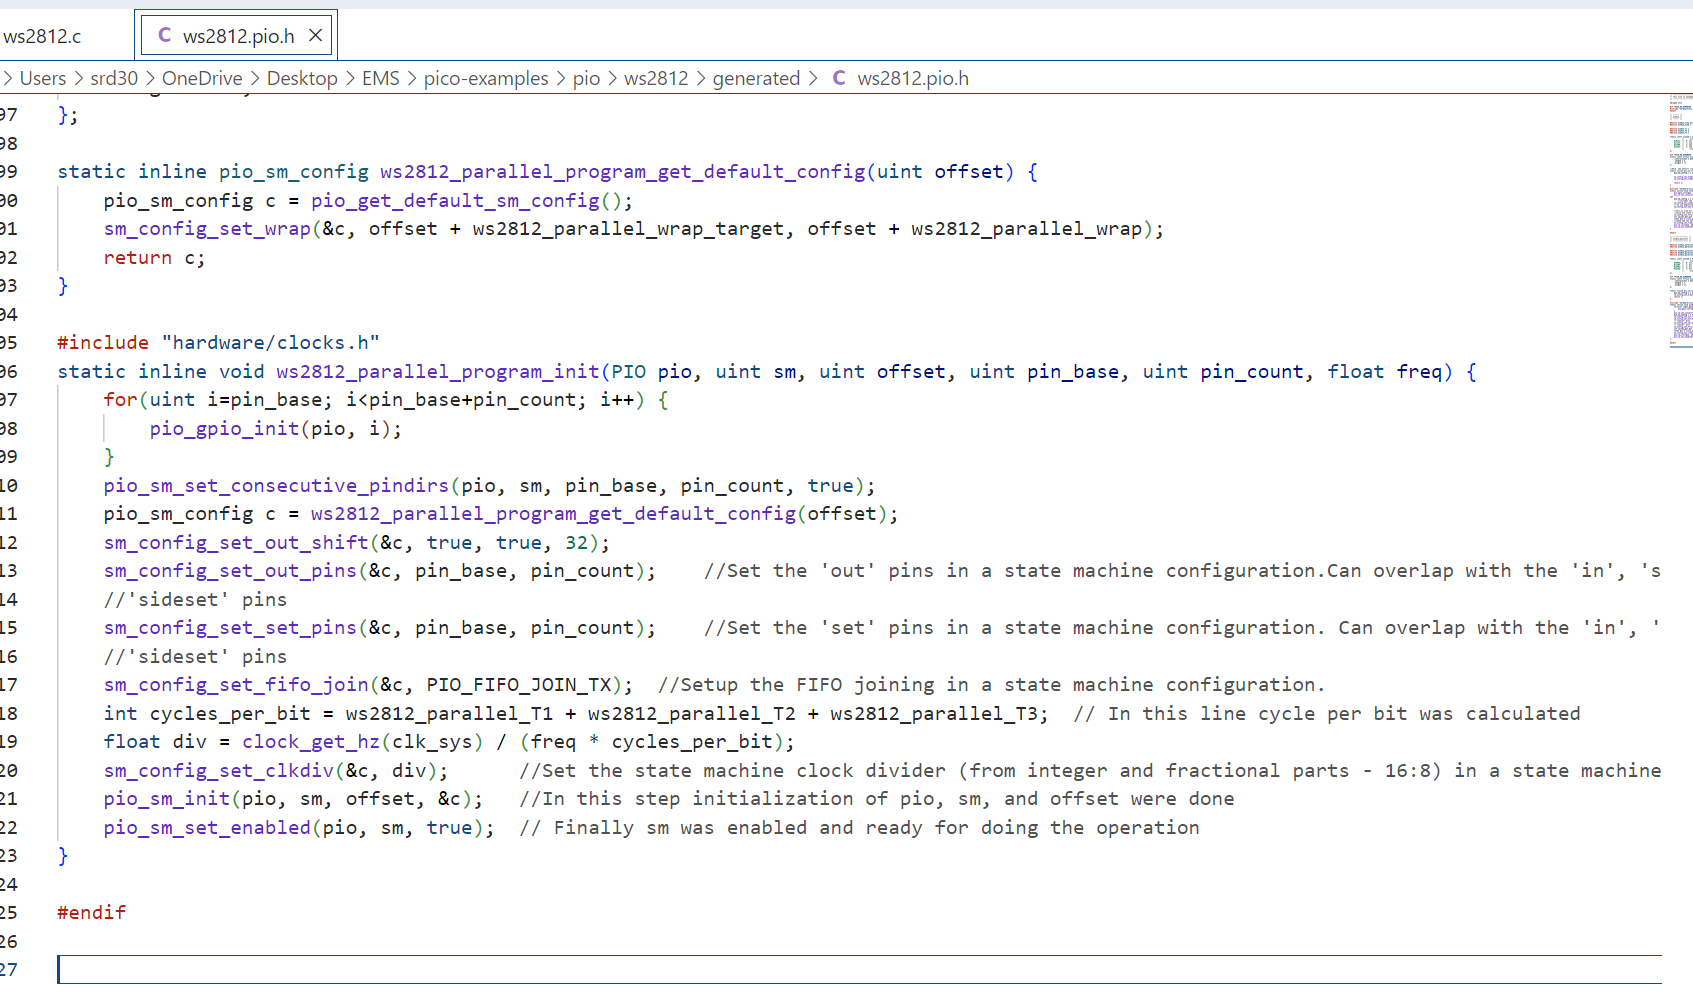 ws2812.c C ws2812.pio.h ×
> Users > srd30 > OneDrive > Desktop > EMS > pico-examples > pio > ws2812 > generated > C ws2812.pio.h
97 };
98
99 static inline pio_sm_config ws2812_parallel_program_get_default_config(uint offset) {
00 pio_sm_config c = pio_get_default_sm_config();
01 sm_config_set_wrap(&c, offset + ws2812_parallel_wrap_target, offset + ws2812_parallel_wrap);
02 return c;
03 }
04
05 #include "hardware/clocks.h"
06 static inline void ws2812_parallel_program_init(PIO pio, uint sm, uint offset, uint pin_base, uint pin_count, float freq) {
07 for(uint i=pin_base; i<pin_base+pin_count; i++) {
08 pio_gpio_init(pio, i);
09 }
10 pio_sm_set_consecutive_pindirs(pio, sm, pin_base, pin_count, true);
11 pio_sm_config c = ws2812_parallel_program_get_default_config(offset);
12 sm_config_set_out_shift(&c, true, true, 32);
13 sm_config_set_out_pins(&c, pin_base, pin_count); //Set the 'out' pins in a state machine configuration.Can overlap with the 'in', 's
14 //'sideset' pins
15 sm_config_set_set_pins(&c, pin_base, pin_count); //Set the 'set' pins in a state machine configuration. Can overlap with the 'in', '
16 //'sideset' pins
17 sm_config_set_fifo_join(&c, PIO_FIFO_JOIN_TX); //Setup the FIFO joining in a state machine configuration.
18 int cycles_per_bit = ws2812_parallel_T1 + ws2812_parallel_T2 + ws2812_parallel_T3; // In this line cycle per bit was calculated
19 float div = clock_get_hz(clk_sys) / (freq * cycles_per_bit);
20 sm_config_set_clkdiv(&c, div); //Set the state machine clock divider (from integer and fractional parts - 16:8) in a state machine
21 pio_sm_init(pio, sm, offset, &c); //In this step initialization of pio, sm, and offset were done
22 pio_sm_set_enabled(pio, sm, true); // Finally sm was enabled and ready for doing the operation
23 }
24
25 #endif
26
27